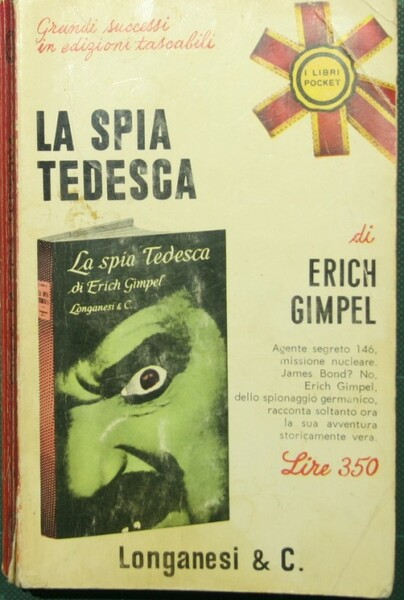 Grandi successi
in edizioni tascabili
I LIBRI
POCKET
LA SPIA
TEDESCA
La spia Tedesca
di Erich Gimpel
Longanesi & C.
di
ERICH
GIMPEL
Agente segreto 146,
missione nucleare.
James Bond? No,
Erich Gimpel,
dello spionaggio germanico,
racconta soltanto ora
la sua avventura
storicamente vera.
Lire 350
Longanesi & C.